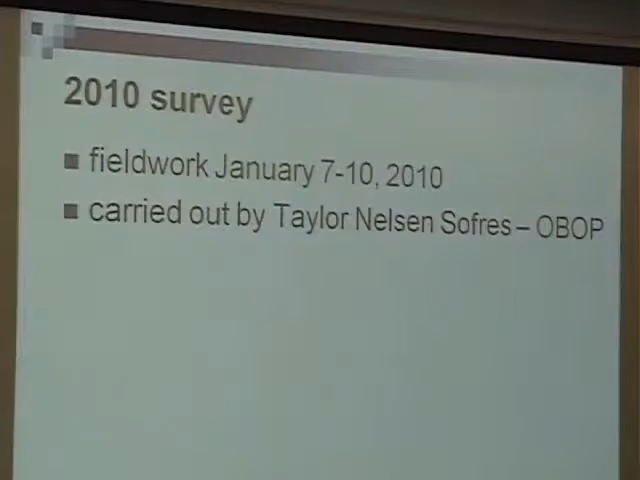 2010 survey
fieldwork January 7-10, 2010
carried out by Taylor Nelsen Sofres – OBOP